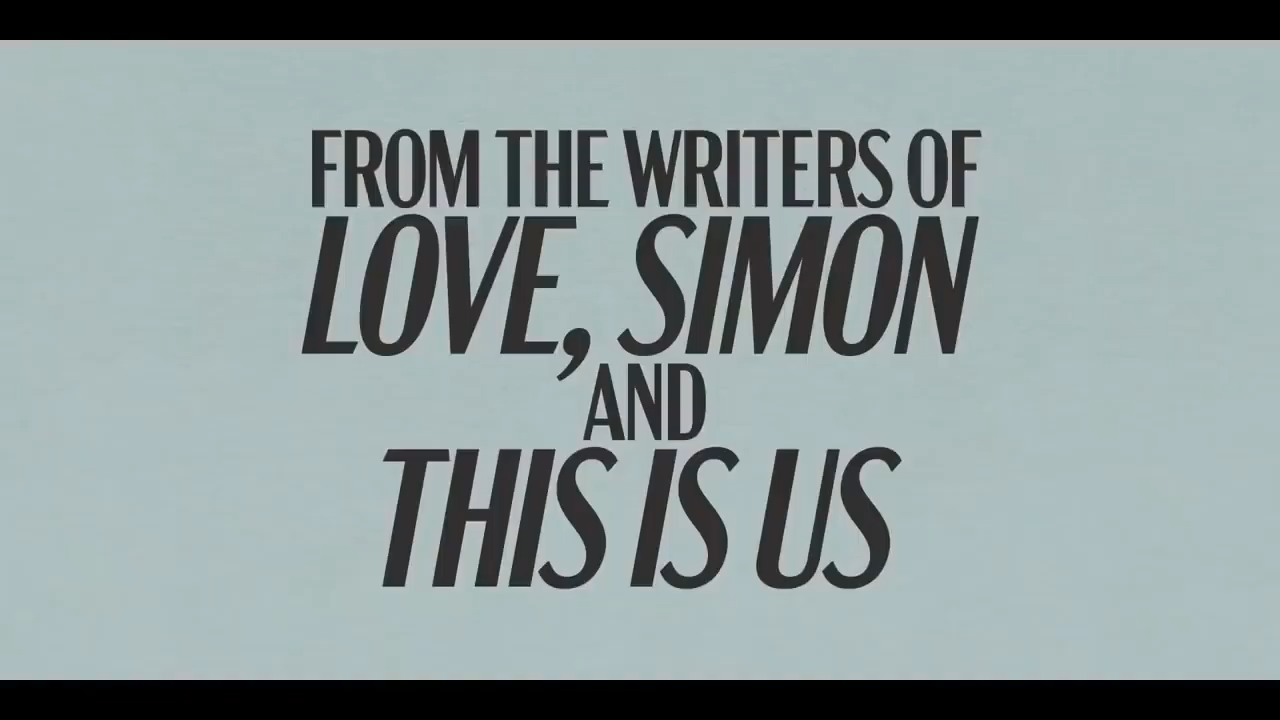 FROM THE WRITERS OF
LOVE, SIMON
AND
THIS IS US